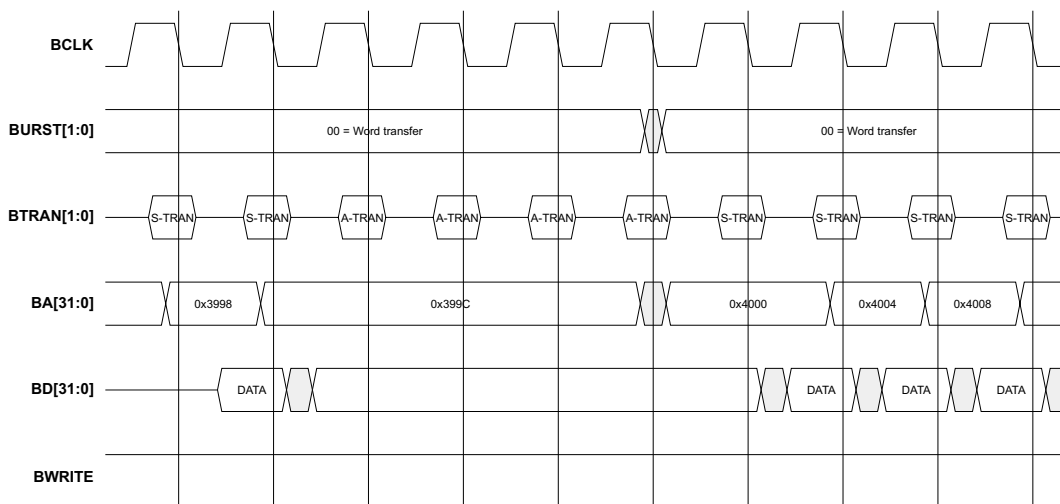 BCLK
BURST[1:0] 00 = Word transfer 00 = Word transfer
BTRAN[1:0] S-TRAN S-TRAN A-TRAN A-TRAN A-TRAN A-TRAN S-TRAN S-TRAN S-TRAN S-TRAN
BA[31:0] 0x3998 0x399C 0x4000 0x4004 0x4008
BD[31:0] DATA DATA DATA DATA
BWRITE